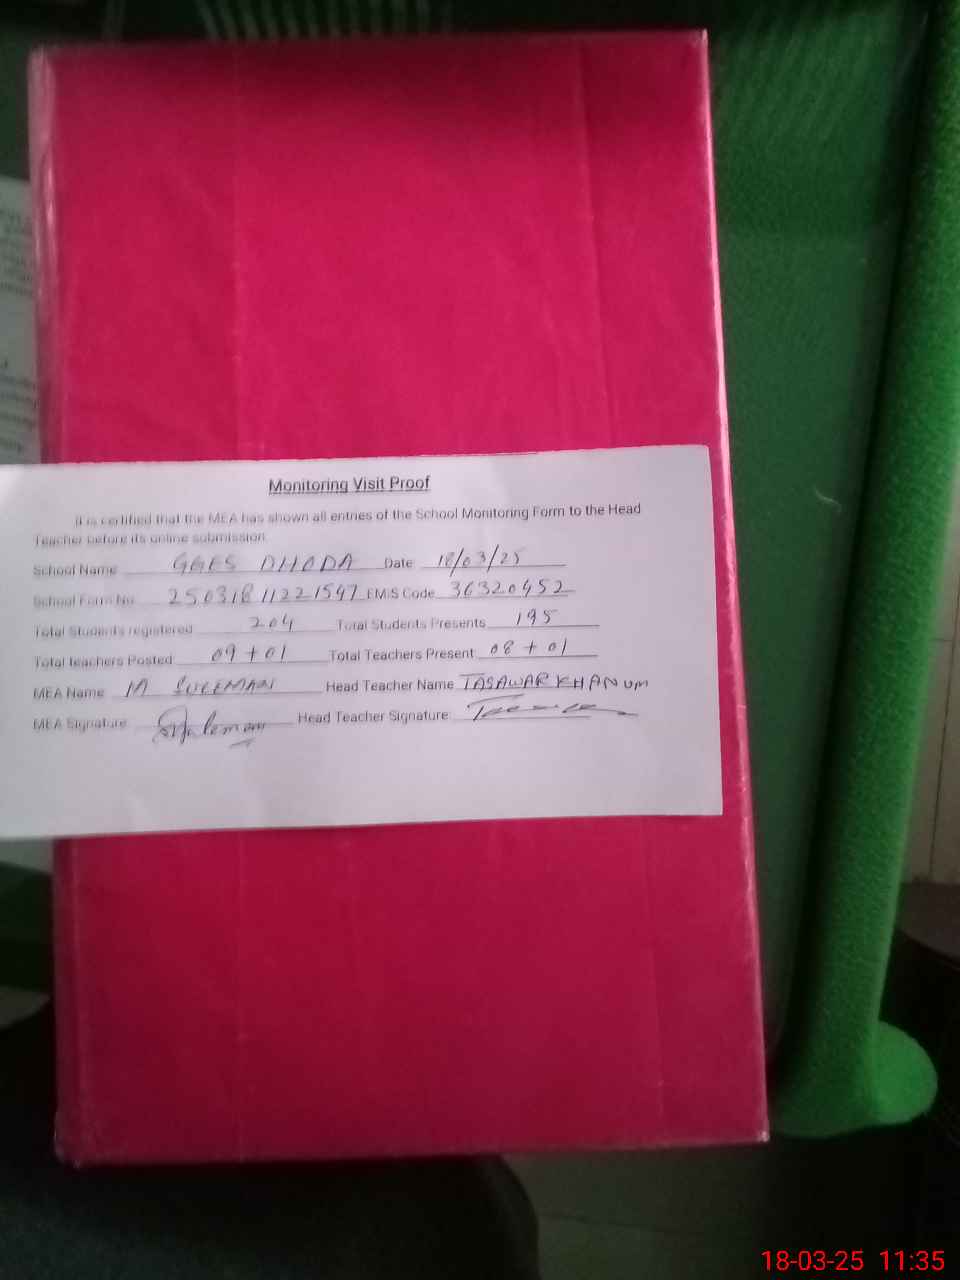 Monitoring Visit Proof
It is certified that the MEA has shown all entries of the School Monitoring Form to the Head
Teacher before its online submission.
School Name GGES DHODA Date 18/03/25
School Form No. 25031811221547 EMIS Code 36320452
Total Students registered 204 Total Students Presents 195
Total teachers Posted 09 + 01 Total Teachers Present 08 + 01
MEA Name M SULEMAN Head Teacher Name TASAWAR KHANUM
MEA Signature Suleman Head Teacher Signature
18-03-25 11:35